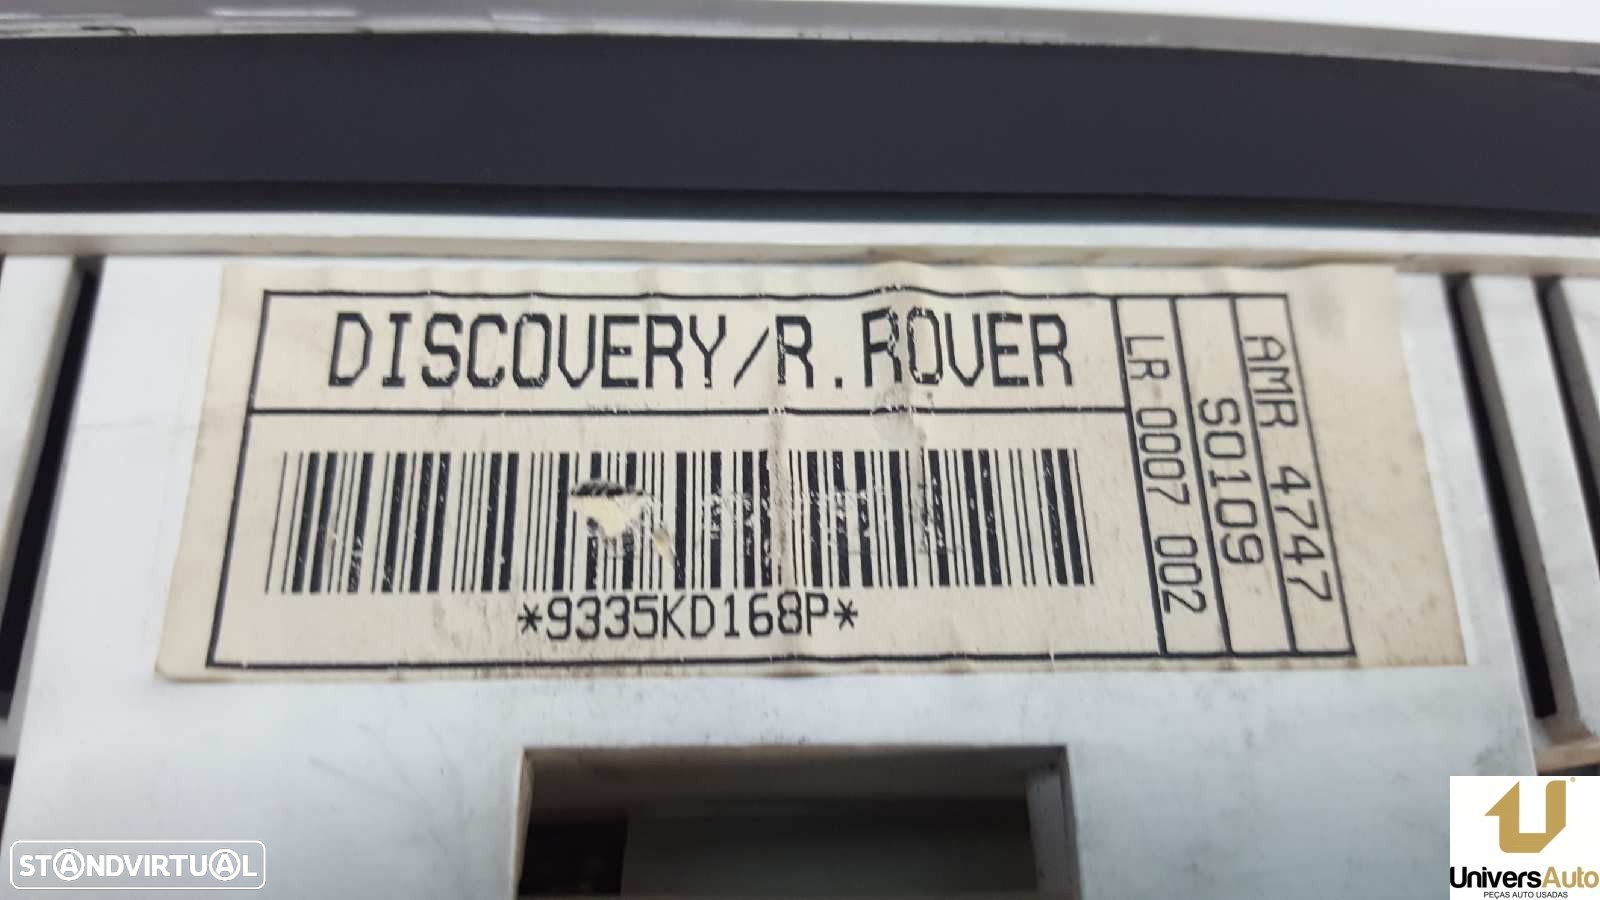 DISCOVERY/R.ROVER
*9335KD168P*
LR 0007 002
S0109
AMR 4747
STANDVIRTUAL
UniversAuto
PEÇAS AUTO USADAS